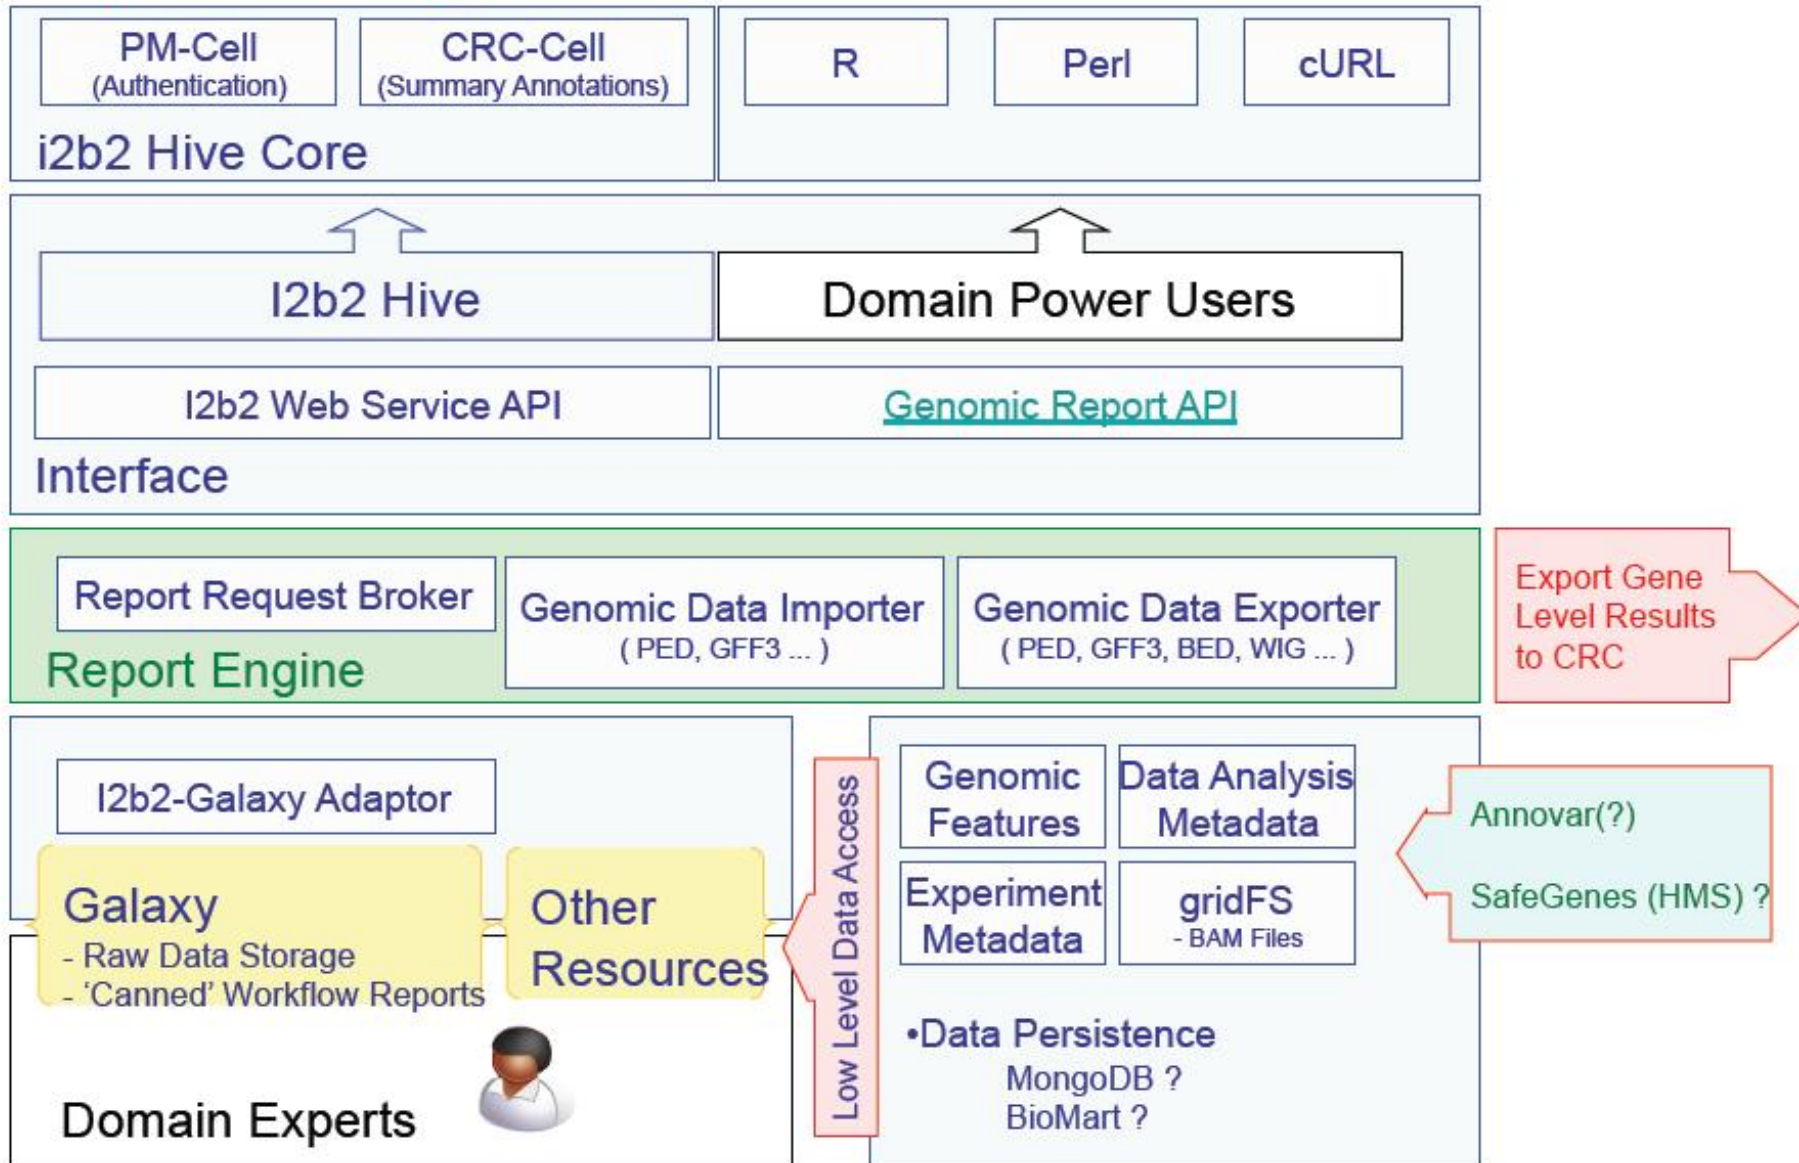 PM-Cell
(Authentication)
CRC-Cell
(Summary Annotations)
i2b2 Hive Core
R
Perl
cURL
I2b2 Hive
Domain Power Users
I2b2 Web Service API
Genomic Report API
Interface
Report Request Broker
Genomic Data Importer
( PED, GFF3 ... )
Genomic Data Exporter
( PED, GFF3, BED, WIG ... )
Report Engine
Export Gene
Level Results
to CRC
I2b2-Galaxy Adaptor
Galaxy
- Raw Data Storage
- ‘Canned’ Workflow Reports
Other
Resources
Domain Experts
Low Level Data Access
Genomic
Features
Data Analysis
Metadata
Experiment
Metadata
gridFS
- BAM Files
•Data Persistence
MongoDB ?
BioMart ?
Annovar(?)
SafeGenes (HMS) ?